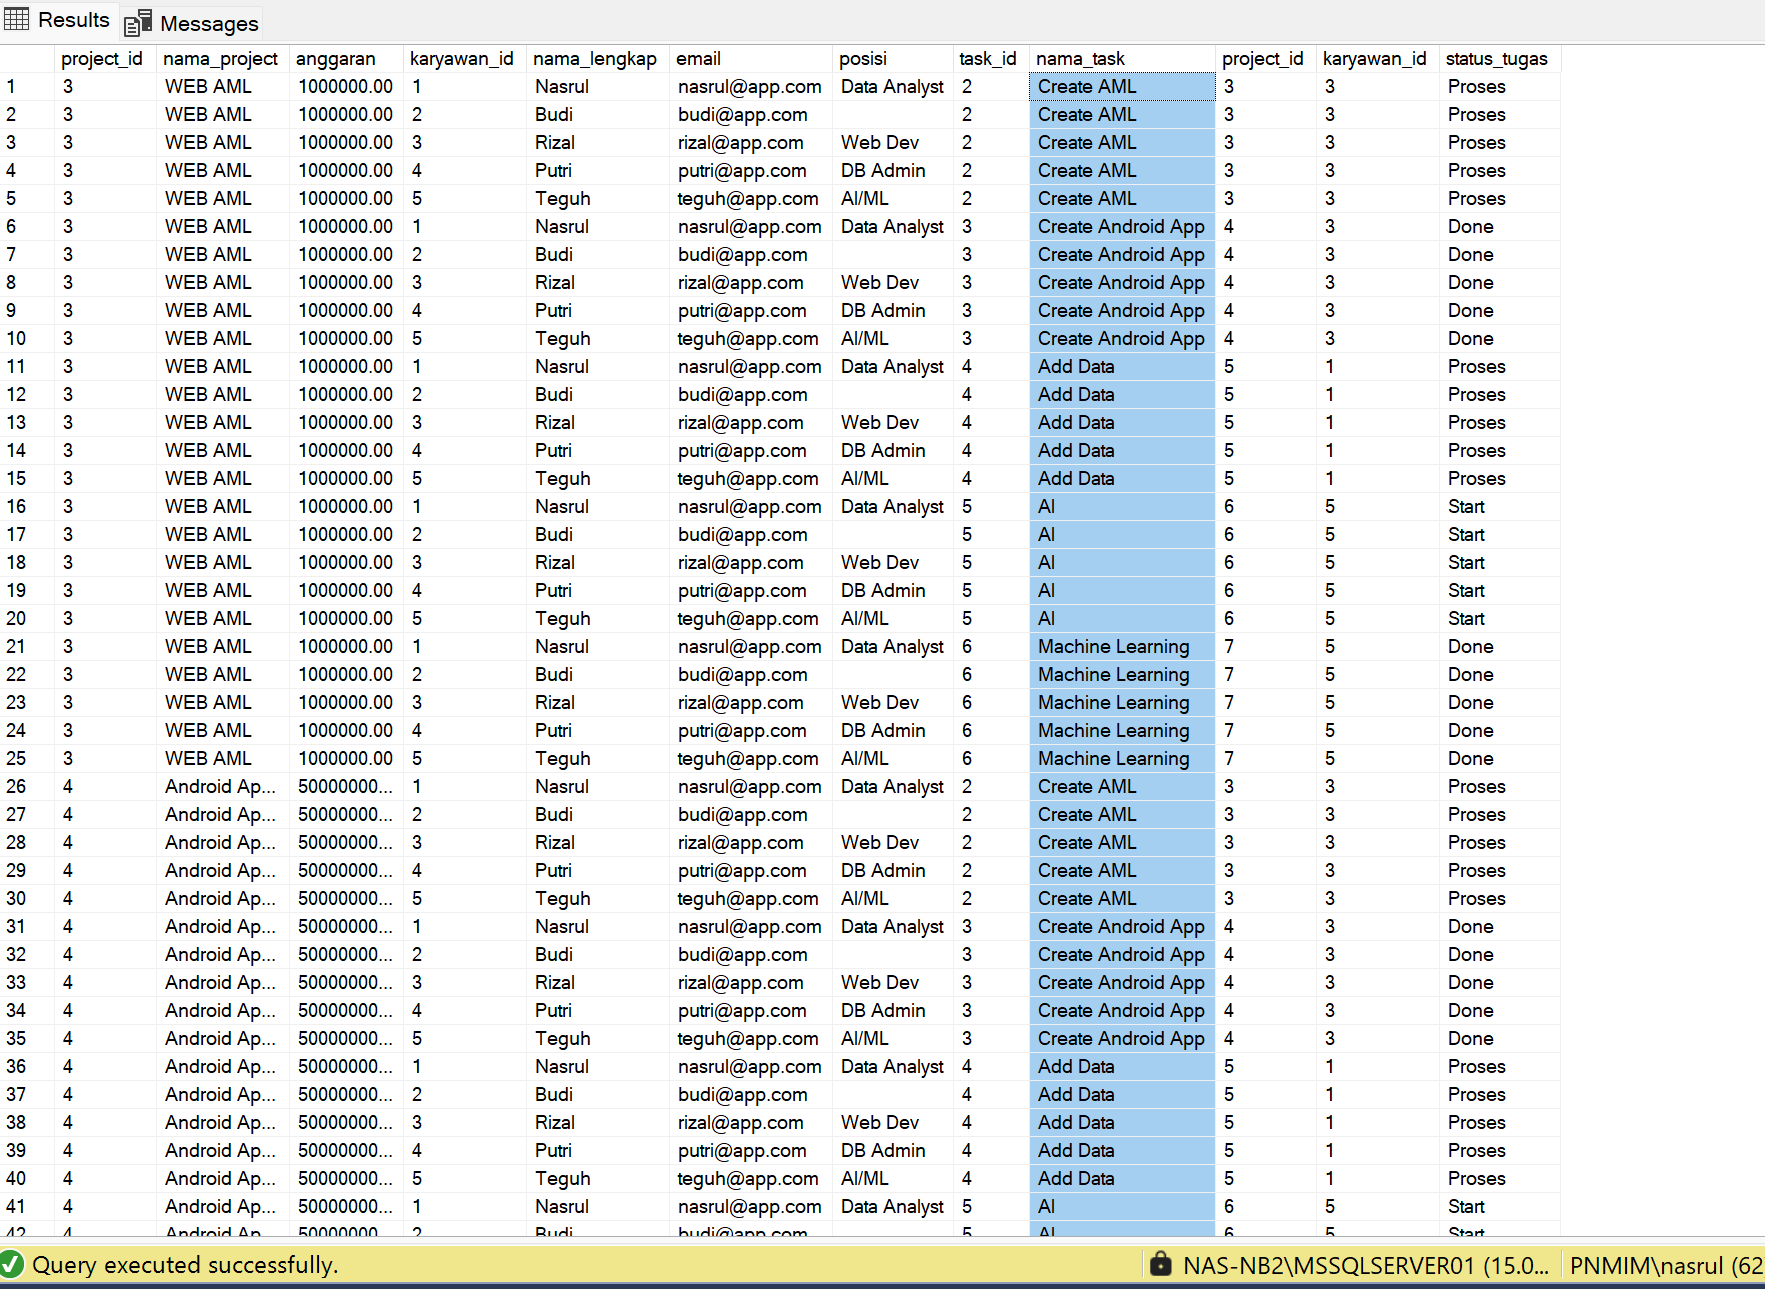 Results Messages
project_id nama_project anggaran karyawan_id nama_lengkap email posisi task_id nama_task project_id karyawan_id status_tugas
1 3 WEB AML 1000000.00 1 Nasrul nasrul@app.com Data Analyst 2 Create AML 3 3 Proses
2 3 WEB AML 1000000.00 2 Budi budi@app.com 2 Create AML 3 3 Proses
3 3 WEB AML 1000000.00 3 Rizal rizal@app.com Web Dev 2 Create AML 3 3 Proses
4 3 WEB AML 1000000.00 4 Putri putri@app.com DB Admin 2 Create AML 3 3 Proses
5 3 WEB AML 1000000.00 5 Teguh teguh@app.com AI/ML 2 Create AML 3 3 Proses
6 3 WEB AML 1000000.00 1 Nasrul nasrul@app.com Data Analyst 3 Create Android App 4 3 Done
7 3 WEB AML 1000000.00 2 Budi budi@app.com 3 Create Android App 4 3 Done
8 3 WEB AML 1000000.00 3 Rizal rizal@app.com Web Dev 3 Create Android App 4 3 Done
9 3 WEB AML 1000000.00 4 Putri putri@app.com DB Admin 3 Create Android App 4 3 Done
10 3 WEB AML 1000000.00 5 Teguh teguh@app.com AI/ML 3 Create Android App 4 3 Done
11 3 WEB AML 1000000.00 1 Nasrul nasrul@app.com Data Analyst 4 Add Data 5 1 Proses
12 3 WEB AML 1000000.00 2 Budi budi@app.com 4 Add Data 5 1 Proses
13 3 WEB AML 1000000.00 3 Rizal rizal@app.com Web Dev 4 Add Data 5 1 Proses
14 3 WEB AML 1000000.00 4 Putri putri@app.com DB Admin 4 Add Data 5 1 Proses
15 3 WEB AML 1000000.00 5 Teguh teguh@app.com AI/ML 4 Add Data 5 1 Proses
16 3 WEB AML 1000000.00 1 Nasrul nasrul@app.com Data Analyst 5 AI 6 5 Start
17 3 WEB AML 1000000.00 2 Budi budi@app.com 5 AI 6 5 Start
18 3 WEB AML 1000000.00 3 Rizal rizal@app.com Web Dev 5 AI 6 5 Start
19 3 WEB AML 1000000.00 4 Putri putri@app.com DB Admin 5 AI 6 5 Start
20 3 WEB AML 1000000.00 5 Teguh teguh@app.com AI/ML 5 AI 6 5 Start
21 3 WEB AML 1000000.00 1 Nasrul nasrul@app.com Data Analyst 6 Machine Learning 7 5 Done
22 3 WEB AML 1000000.00 2 Budi budi@app.com 6 Machine Learning 7 5 Done
23 3 WEB AML 1000000.00 3 Rizal rizal@app.com Web Dev 6 Machine Learning 7 5 Done
24 3 WEB AML 1000000.00 4 Putri putri@app.com DB Admin 6 Machine Learning 7 5 Done
25 3 WEB AML 1000000.00 5 Teguh teguh@app.com AI/ML 6 Machine Learning 7 5 Done
26 4 Android Ap... 50000000... 1 Nasrul nasrul@app.com Data Analyst 2 Create AML 3 3 Proses
27 4 Android Ap... 50000000... 2 Budi budi@app.com 2 Create AML 3 3 Proses
28 4 Android Ap... 50000000... 3 Rizal rizal@app.com Web Dev 2 Create AML 3 3 Proses
29 4 Android Ap... 50000000... 4 Putri putri@app.com DB Admin 2 Create AML 3 3 Proses
30 4 Android Ap... 50000000... 5 Teguh teguh@app.com AI/ML 2 Create AML 3 3 Proses
31 4 Android Ap... 50000000... 1 Nasrul nasrul@app.com Data Analyst 3 Create Android App 4 3 Done
32 4 Android Ap... 50000000... 2 Budi budi@app.com 3 Create Android App 4 3 Done
33 4 Android Ap... 50000000... 3 Rizal rizal@app.com Web Dev 3 Create Android App 4 3 Done
34 4 Android Ap... 50000000... 4 Putri putri@app.com DB Admin 3 Create Android App 4 3 Done
35 4 Android Ap... 50000000... 5 Teguh teguh@app.com AI/ML 3 Create Android App 4 3 Done
36 4 Android Ap... 50000000... 1 Nasrul nasrul@app.com Data Analyst 4 Add Data 5 1 Proses
37 4 Android Ap... 50000000... 2 Budi budi@app.com 4 Add Data 5 1 Proses
38 4 Android Ap... 50000000... 3 Rizal rizal@app.com Web Dev 4 Add Data 5 1 Proses
39 4 Android Ap... 50000000... 4 Putri putri@app.com DB Admin 4 Add Data 5 1 Proses
40 4 Android Ap... 50000000... 5 Teguh teguh@app.com AI/ML 4 Add Data 5 1 Proses
41 4 Android Ap... 50000000... 1 Nasrul nasrul@app.com Data Analyst 5 AI 6 5 Start
42 4 Android Ap... 50000000... 2 Budi budi@app.com 5 AI 6 5 Start
Query executed successfully. NAS-NB2\MSSQLSERVER01 (15.0... PNMIM\nasrul (62